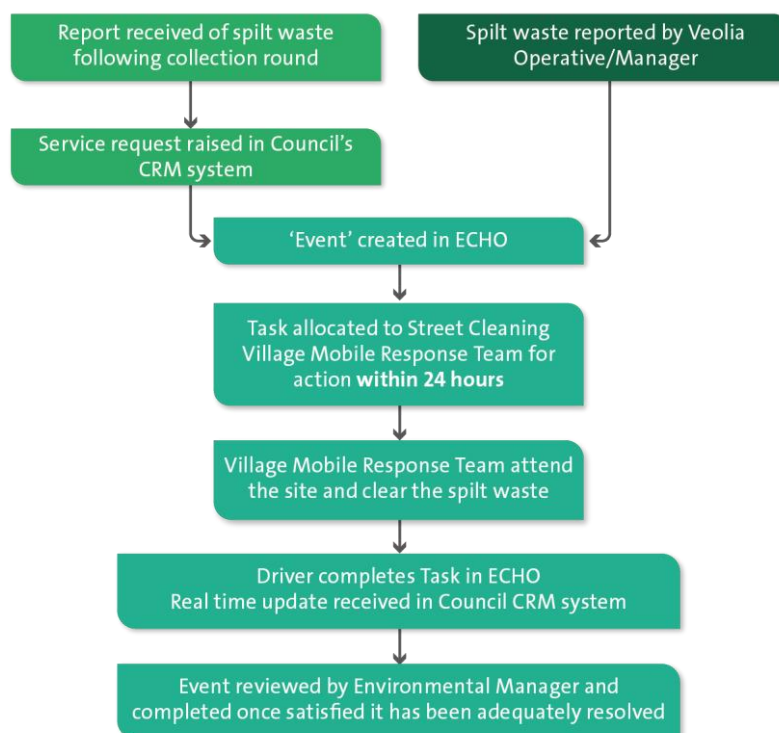 Report received of spilt waste
following collection round
Spilt waste reported by Veolia
Operative/Manager
Service request raised in Council's
CRM system
‘Event’ created in ECHO
Task allocated to Street Cleaning
Village Mobile Response Team for
action within 24 hours
Village Mobile Response Team attend
the site and clear the spilt waste
Driver completes Task in ECHO
Real time update received in Council CRM system
Event reviewed by Environmental Manager and
completed once satisfied it has been adequately resolved